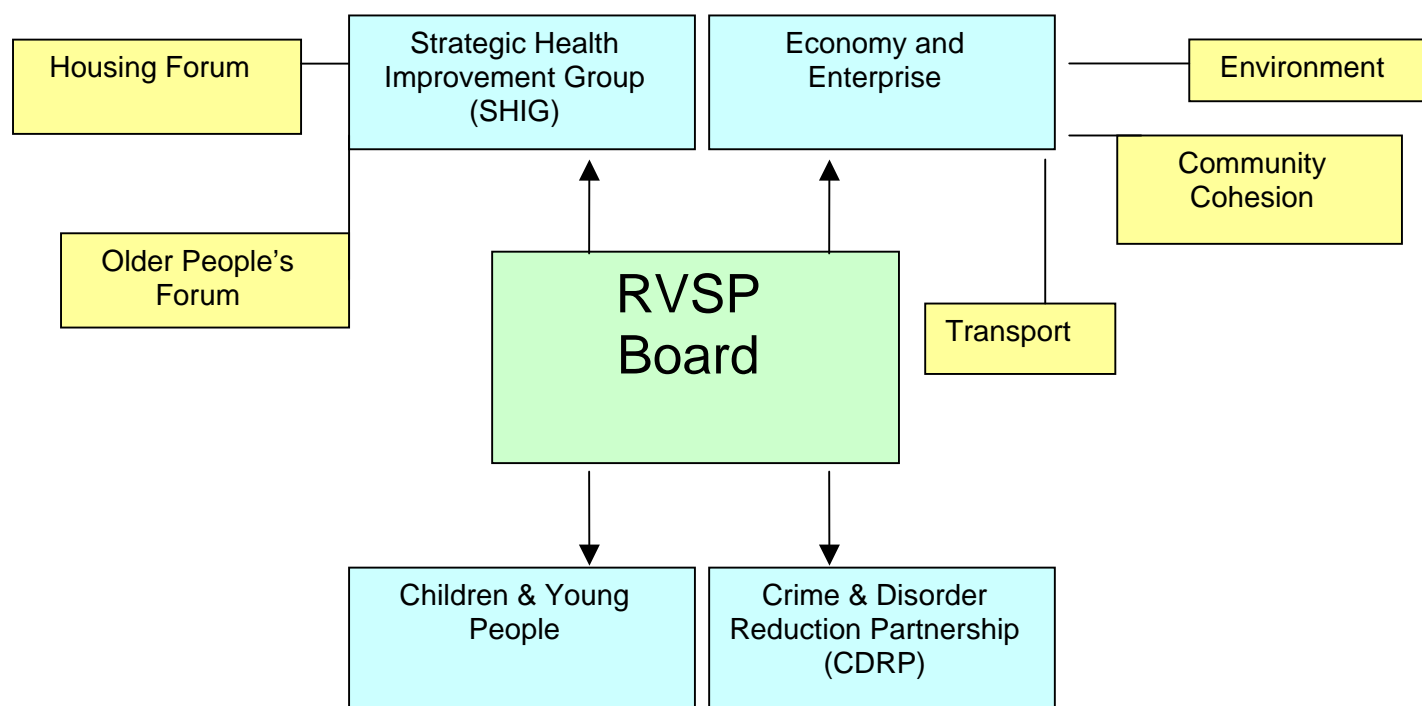 Housing Forum
Strategic Health
Improvement Group
(SHIG)
Economy and
Enterprise
Environment
Community
Cohesion
Older People’s
Forum
RVSP
Board
Transport
Children & Young
People
Crime & Disorder
Reduction Partnership
(CDRP)